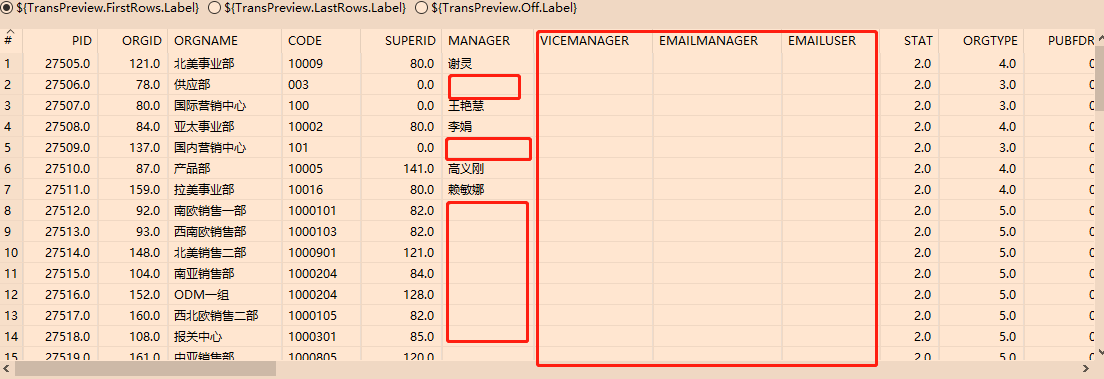 ${TransPreview.FirstRows.Label} ${TransPreview.LastRows.Label} ${TransPreview.Off.Label}
# PID ORGID ORGNAME CODE SUPERID MANAGER VICEMANAGER EMAILMANAGER EMAILUSER STAT ORGTYPE PUBFDR
1 27505.0 121.0 北美事业部 10009 80.0 谢灵 2.0 4.0 0
2 27506.0 78.0 供应部 003 0.0 2.0 3.0 0
3 27507.0 80.0 国际营销中心 100 0.0 王艳慧 2.0 3.0 0
4 27508.0 84.0 亚太事业部 10002 80.0 李娟 2.0 4.0 0
5 27509.0 137.0 国内营销中心 101 0.0 2.0 3.0 0
6 27510.0 87.0 产品部 10005 141.0 高义刚 2.0 4.0 0
7 27511.0 159.0 拉美事业部 10016 80.0 赖敏娜 2.0 4.0 0
8 27512.0 92.0 南欧销售一部 1000101 82.0 2.0 5.0 0
9 27513.0 93.0 西南欧销售部 1000103 82.0 2.0 5.0 0
10 27514.0 148.0 北美销售二部 1000901 121.0 2.0 5.0 0
11 27515.0 104.0 南亚销售部 1000204 84.0 2.0 5.0 0
12 27516.0 152.0 ODM一组 1000204 128.0 2.0 5.0 0
13 27517.0 160.0 西北欧销售二部 1000105 82.0 2.0 5.0 0
14 27518.0 108.0 报关中心 1000301 85.0 2.0 5.0 0
15 27519.0 161.0 中亚销售部 1000805 120.0 2.0 5.0 0